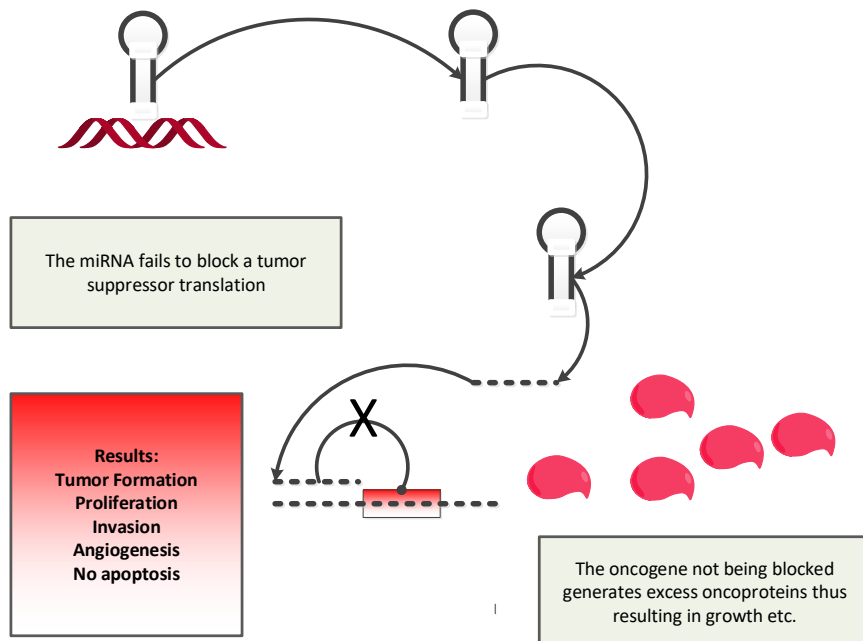 The miRNA fails to block a tumor
suppressor translation
X
Results:
Tumor Formation
Proliferation
Invasion
Angiogenesis
No apoptosis
The oncogene not being blocked
generates excess oncoproteins thus
resulting in growth etc.